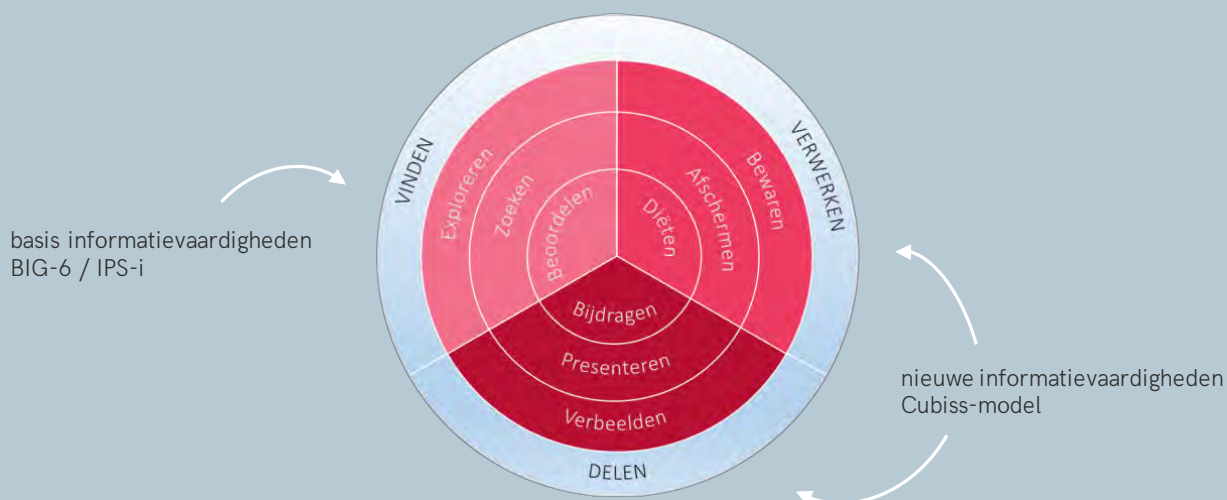 basis informatievaardigheden
BIG-6 / IPS-i
VINDEN
Exploreren
Zoeken
Beoordelen
VERWERKEN
Bewaren
Afschermen
Diëten
Bijdragen
Presenteren
Verbeelden
DELEN
nieuwe informatievaardigheden
Cubiss-model